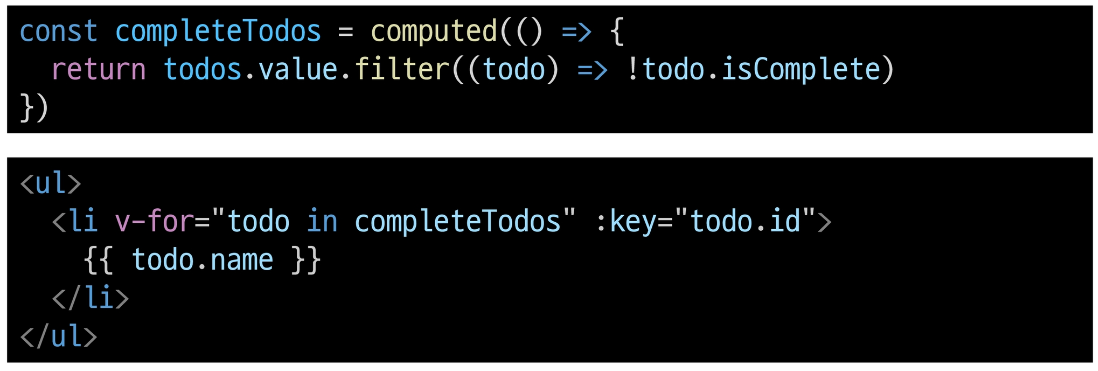 const completeTodos = computed(() => {
  return todos.value.filter((todo) => !todo.isComplete)
})
<ul>
  <li v-for="todo in completeTodos" :key="todo.id">
    {{ todo.name }}
  </li>
</ul>